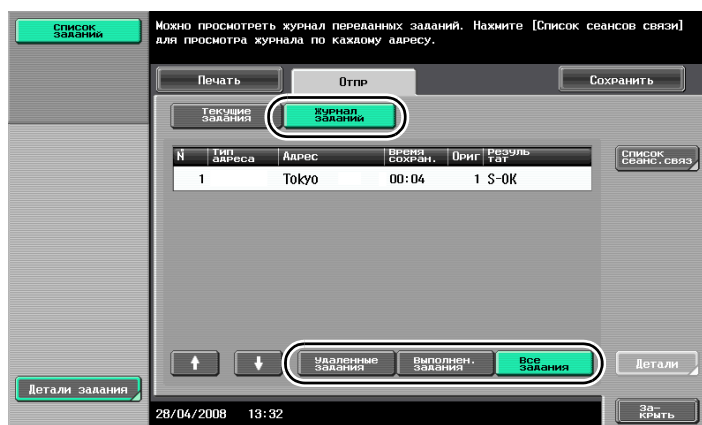 Список
заданий
Можно просмотреть журнал переданных заданий. Нажмите [Список сеансов связи]
для просмотра журнала по каждому адресу.
Печать
Отпр
Сохранить
Текущие
задания
Журнал
заданий
N Тип адреса Адрес Время сохран. Ориг Резуль тат
1 Tokyo 00:04 1 S-OK
Список
сеанс.связ
Удаленные
задания
Выполнен.
задания
Все
задания
Детали
Детали задания
28/04/2008 13:32
За-
крыть